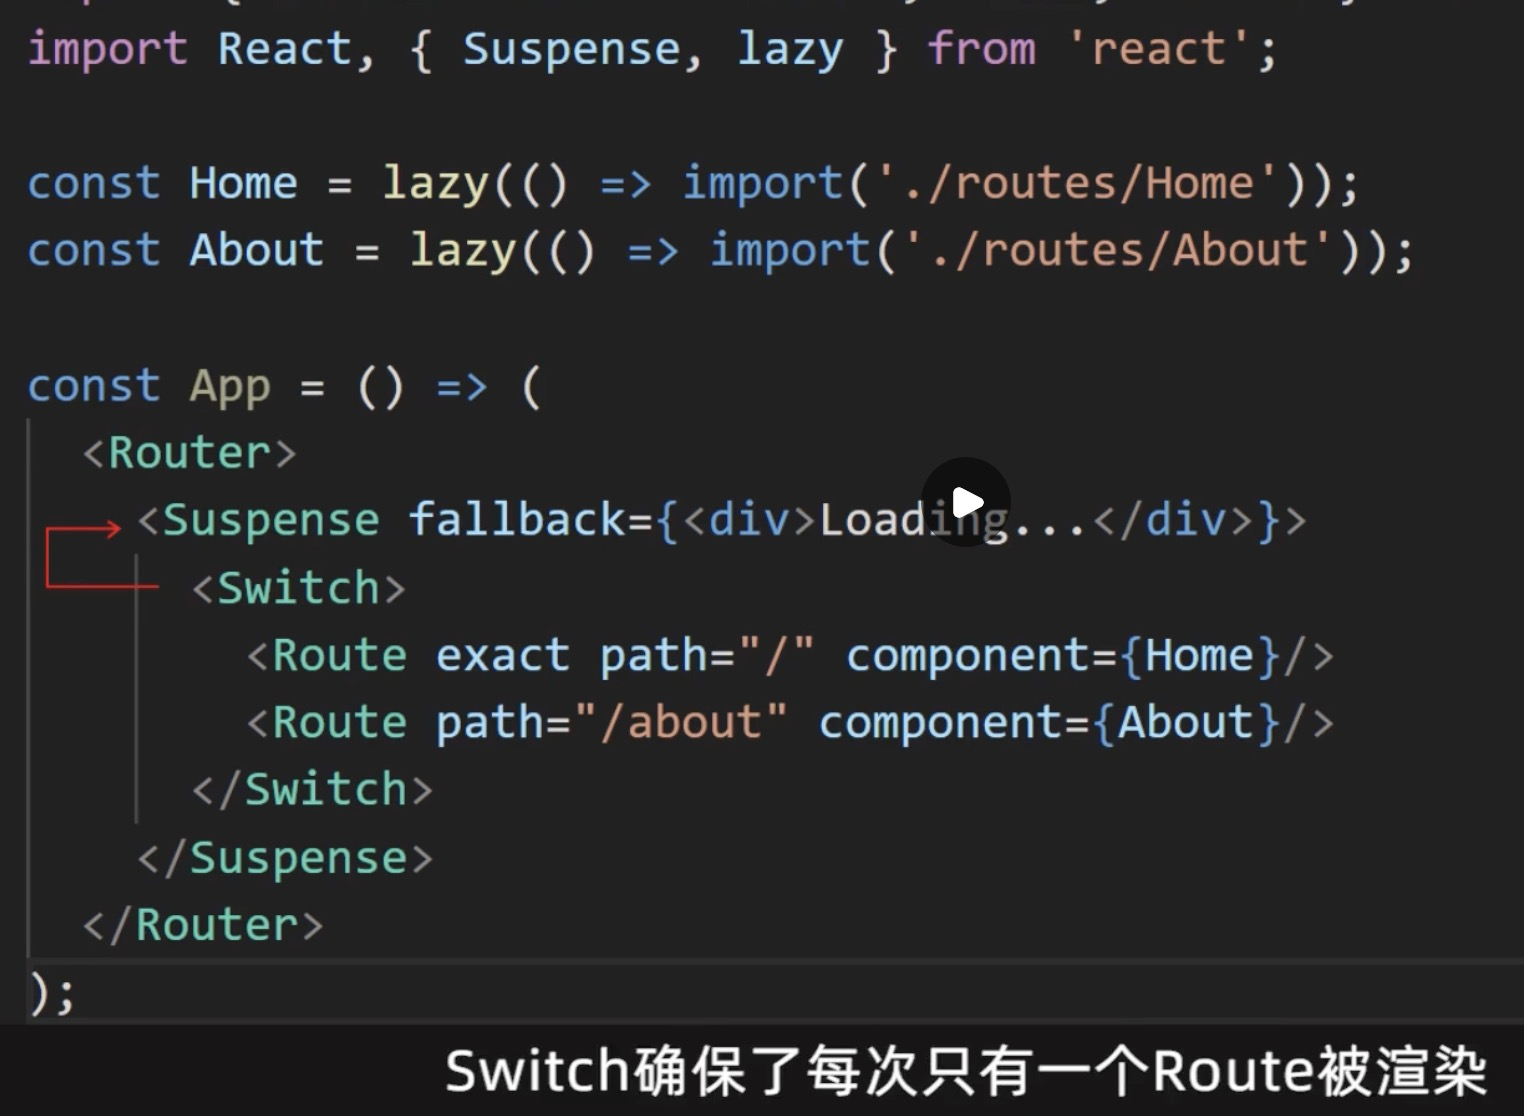 import React, { Suspense, lazy } from 'react';
const Home = lazy(() => import('./routes/Home'));
const About = lazy(() => import('./routes/About'));
const App = () => (
<Router>
<Suspense fallback={<div>Loading...</div>}>
<Switch>
<Route exact path="/" component={Home}/>
<Route path="/about" component={About}/>
</Switch>
</Suspense>
</Router>
);
Switch确保了每次只有一个Route被渲染